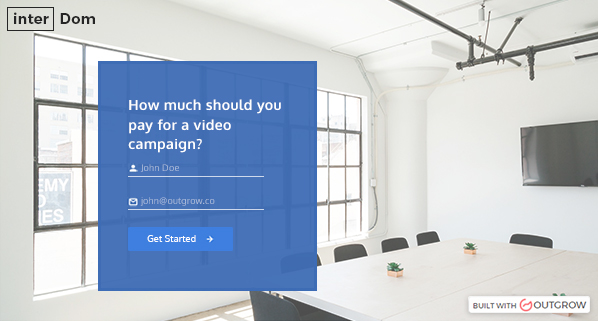 inter Dom
How much should you
pay for a video
campaign?
John Doe
john@outgrow.co
Get Started
EMY
BUILT WITH OUTGROW